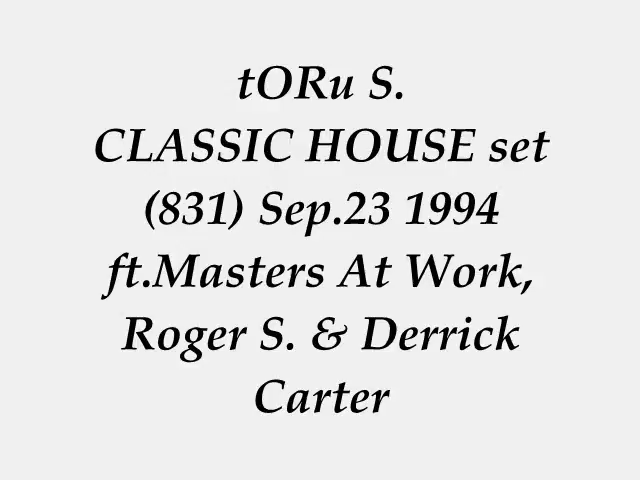 tORu S.
CLASSIC HOUSE set
(831) Sep.23 1994
ft.Masters At Work,
Roger S. & Derrick
Carter